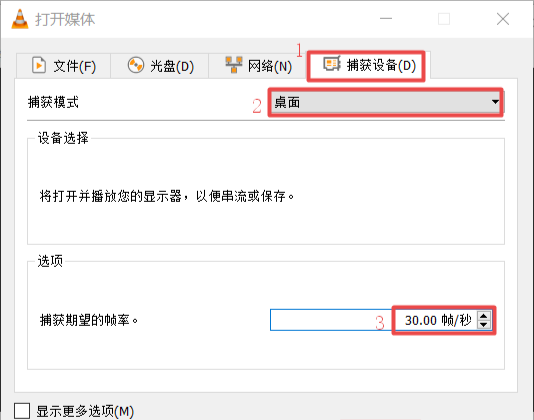 打开媒体
1
文件(F) 光盘(D) 网络(N) 捕获设备(D)
捕获模式 2 桌面
设备选择
将打开并播放您的显示器，以便串流或保存。
选项
捕获期望的帧率。 3 30.00 帧/秒
显示更多选项(M)